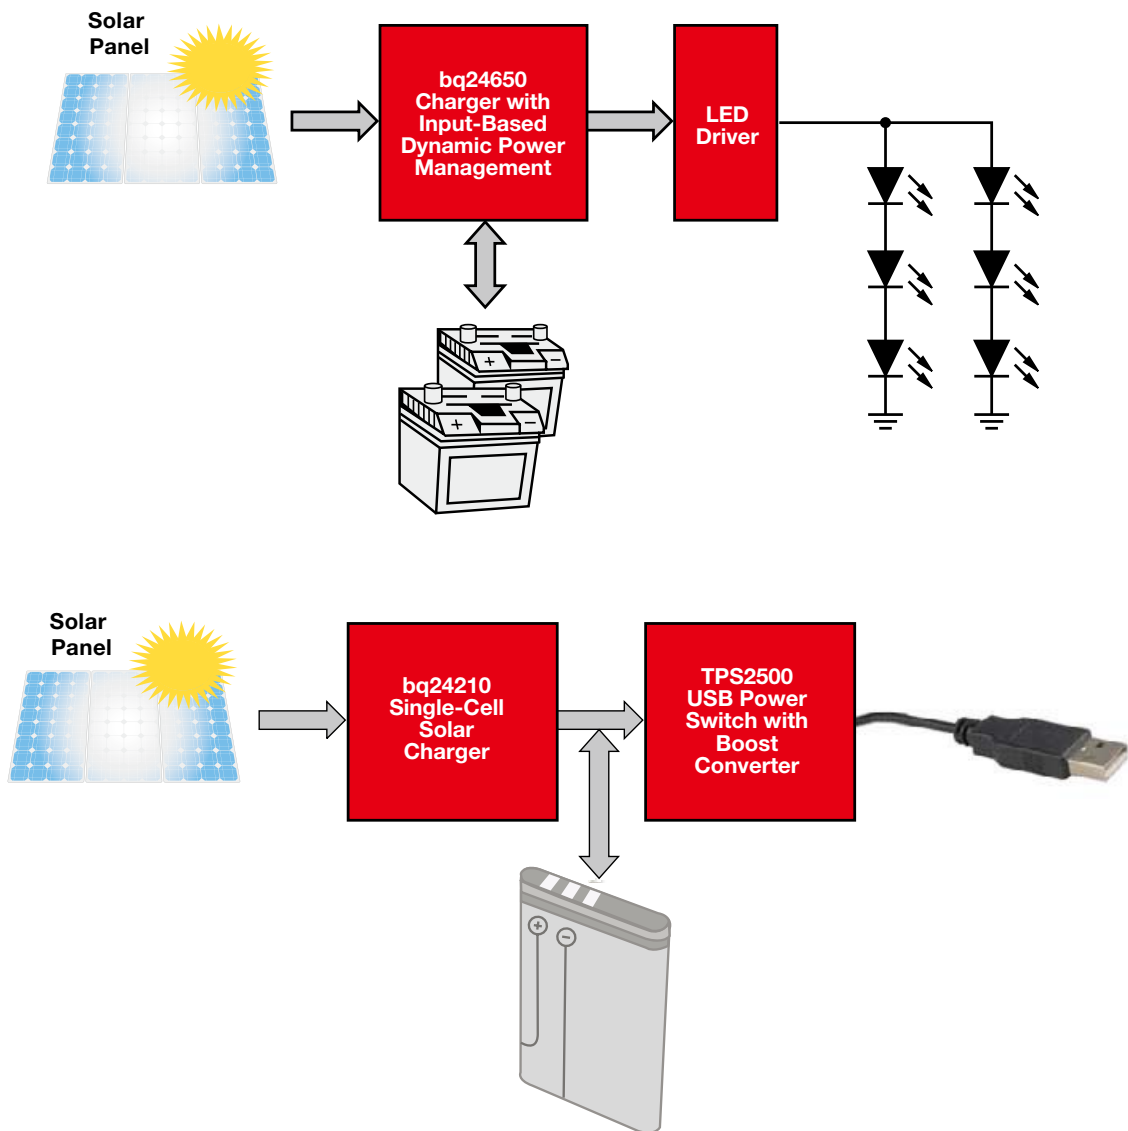 Solar
Panel
bq24650
Charger with
Input-Based
Dynamic Power
Management
LED
Driver
+
−
+
−
Solar
Panel
bq24210
Single-Cell
Solar
Charger
TPS2500
USB Power
Switch with
Boost
Converter
+
−